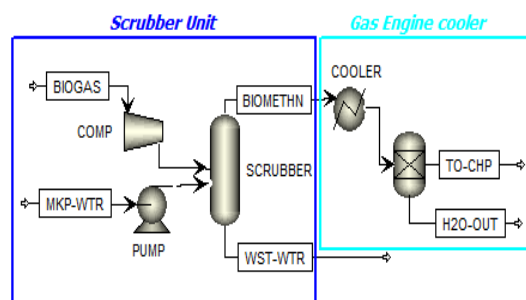 Scrubber Unit
Gas Engine cooler
BIOGAS
COMP
MKP-WTR
PUMP
BIOMETHN
SCRUBBER
WST-WTR
COOLER
TO-CHP
H2O-OUT